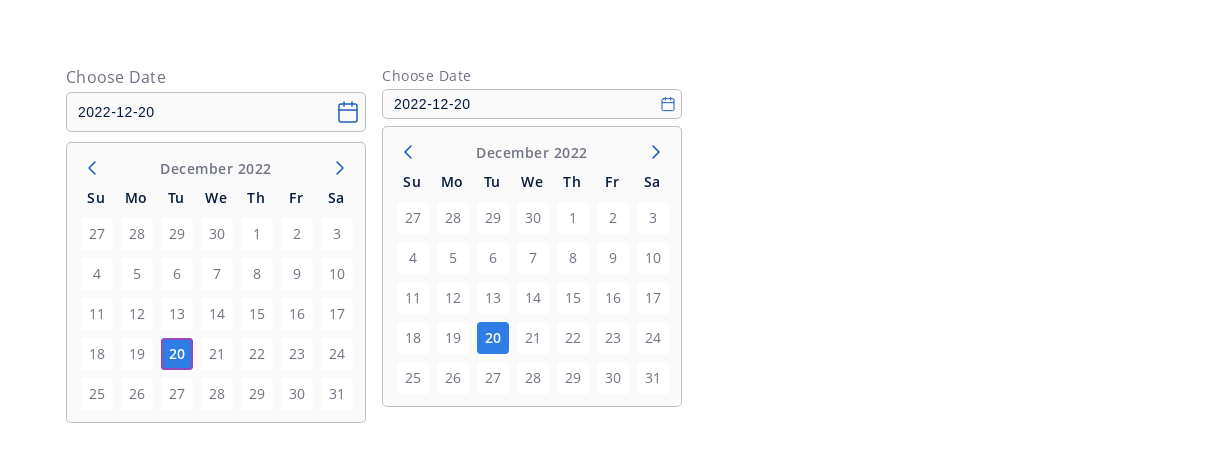 Choose Date
2022-12-20
December 2022
Su Mo Tu We Th Fr Sa
27 28 29 30 1 2 3
4 5 6 7 8 9 10
11 12 13 14 15 16 17
18 19 20 21 22 23 24
25 26 27 28 29 30 31
Choose Date
2022-12-20
December 2022
Su Mo Tu We Th Fr Sa
27 28 29 30 1 2 3
4 5 6 7 8 9 10
11 12 13 14 15 16 17
18 19 20 21 22 23 24
25 26 27 28 29 30 31